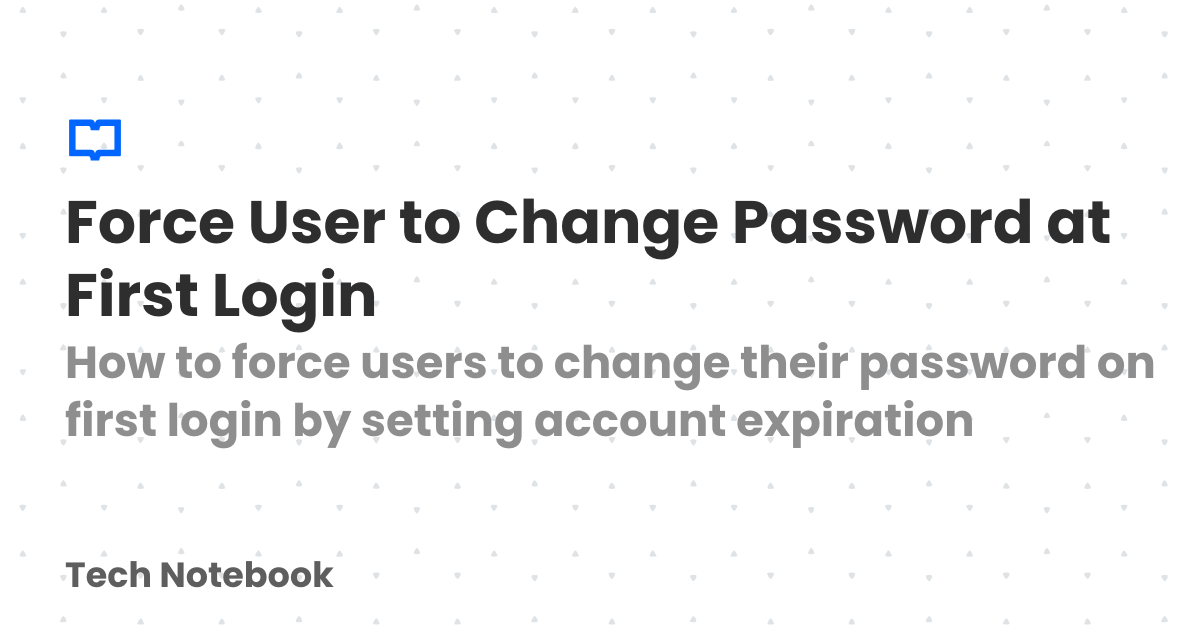 Force User to Change Password at
First Login
How to force users to change their password on
first login by setting account expiration
Tech Notebook